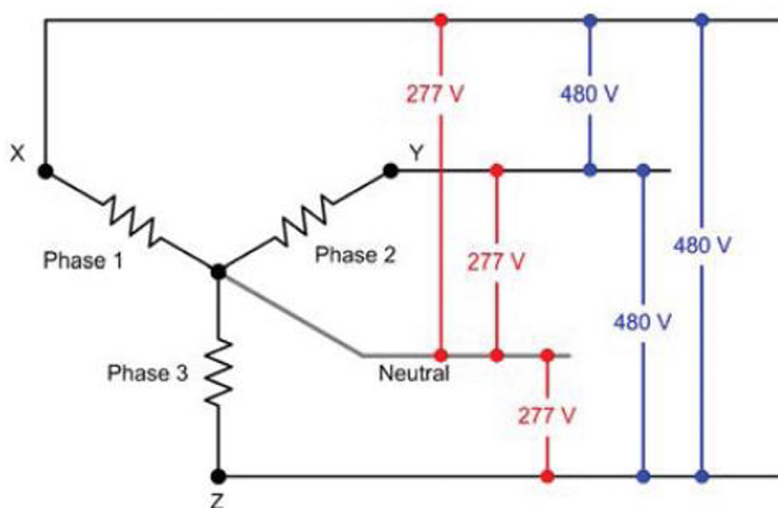 277 V
480 V
X
Y
Phase 1
Phase 2
480 V
277 V
480 V
Phase 3
Neutral
277 V
Z